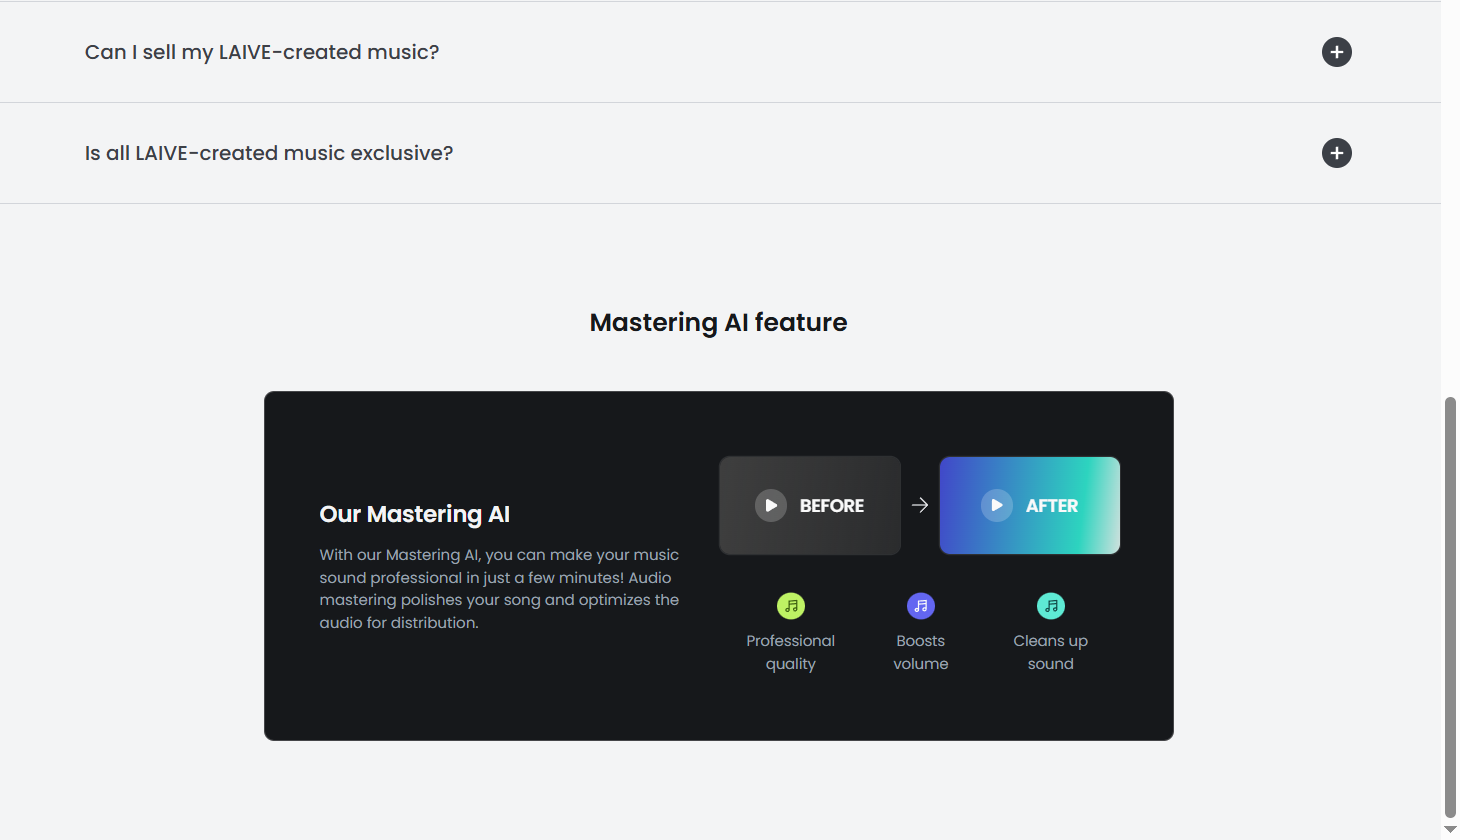 Can I sell my LAIVE-created music?
Is all LAIVE-created music exclusive?
Mastering AI feature
Our Mastering AI
With our Mastering AI, you can make your music
sound professional in just a few minutes! Audio
mastering polishes your song and optimizes the
audio for distribution.
BEFORE
AFTER
Professional
quality
Boosts
volume
Cleans up
sound